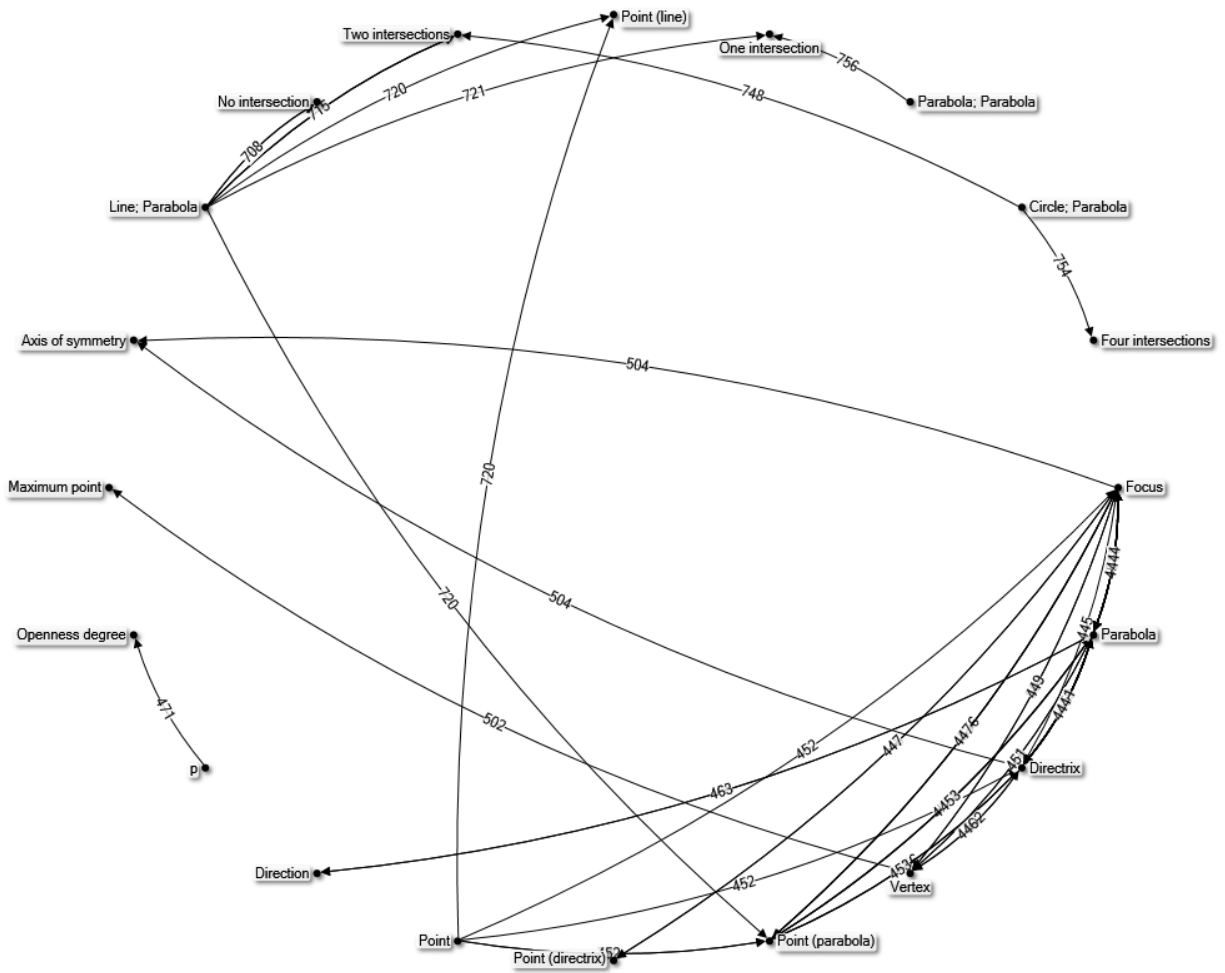 Point (line)
Two intersections
One intersection
756
No intersection
715
720
721
748
Parabola; Parabola
708
Line; Parabola
Circle; Parabola
754
Axis of symmetry
504
Four intersections
720
Maximum point
Focus
4444
504
720
Openness degree
445
Parabola
449
4441
471
502
452
447
4476
451
p
Directrix
463
4453
4462
Direction
452
4536
Vertex
Point
452
Point (directrix)
Point (parabola)